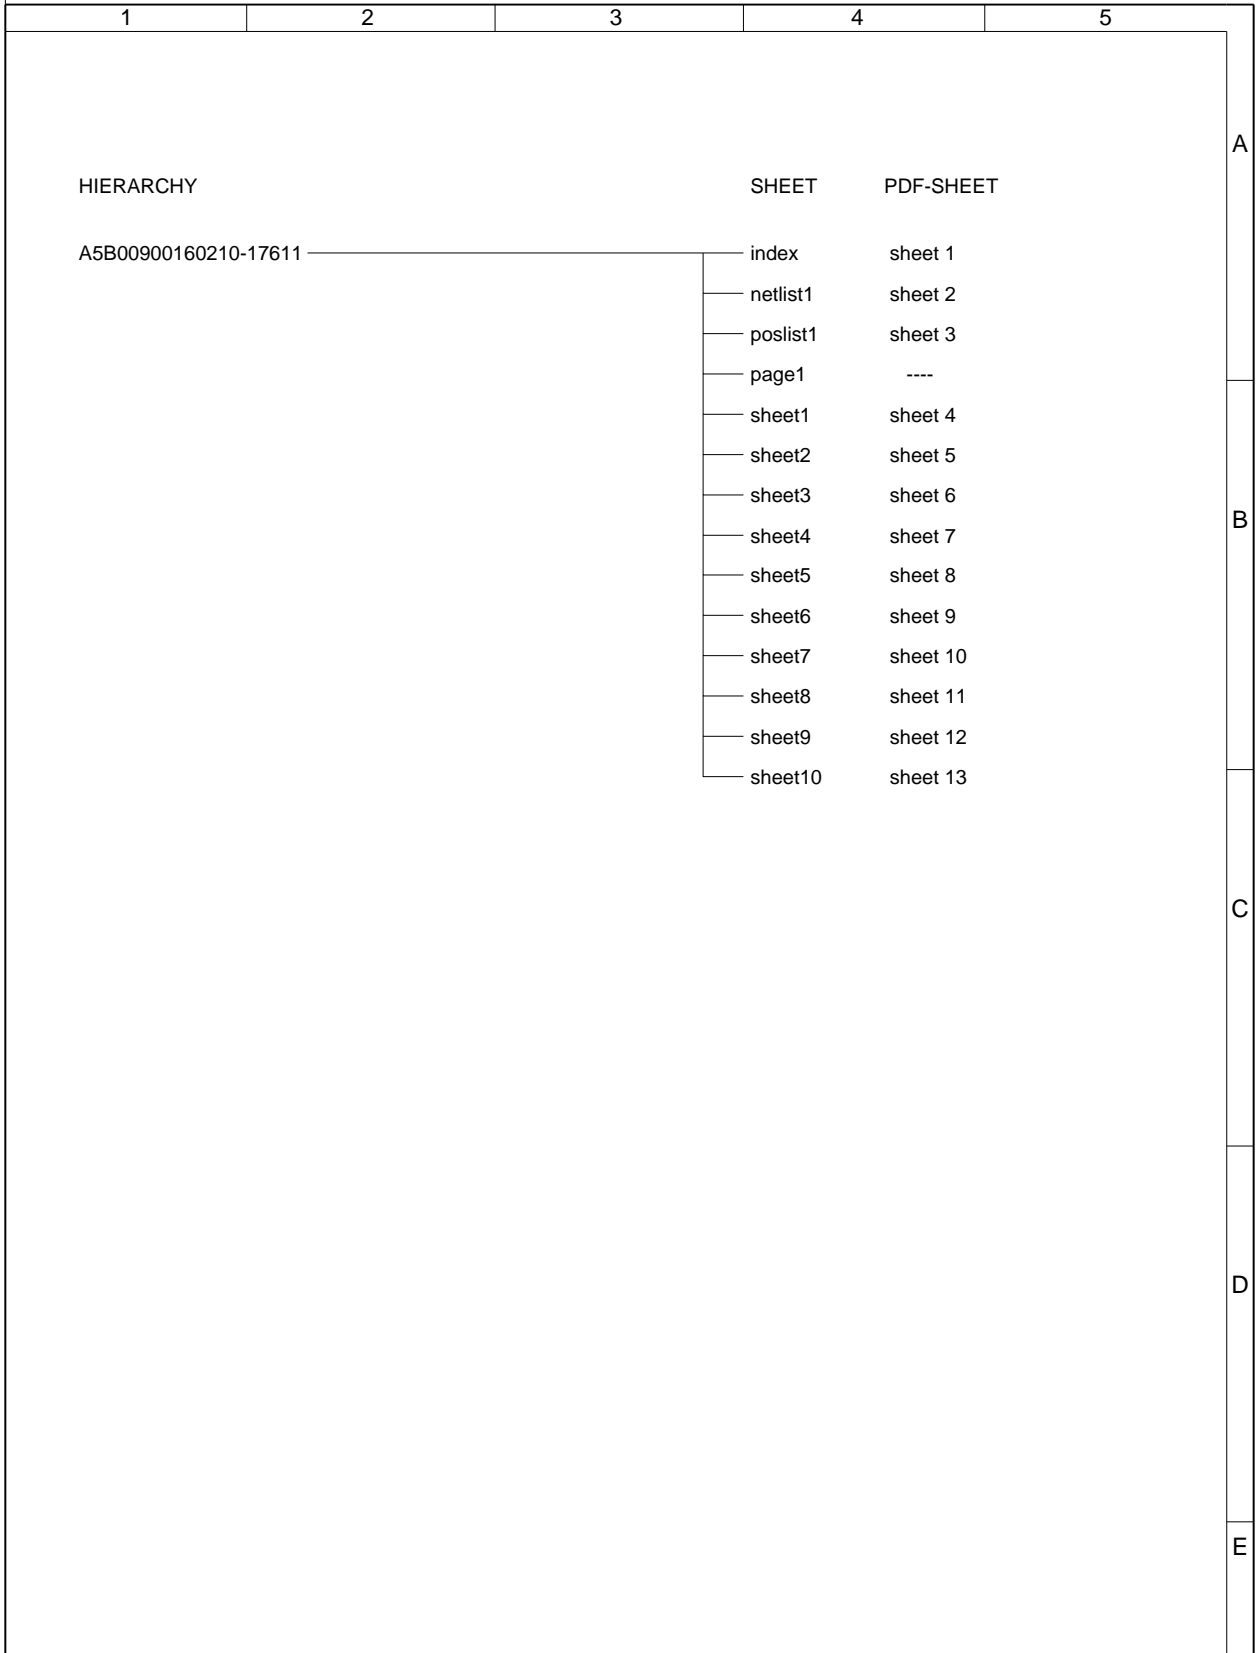 1 2 3 4 5
A
HIERARCHY SHEET PDF-SHEET
A5B00900160210-17611 index sheet 1
netlist1 sheet 2
poslist1 sheet 3
page1 ----
sheet1 sheet 4
sheet2 sheet 5
sheet3 sheet 6
B
sheet4 sheet 7
sheet5 sheet 8
sheet6 sheet 9
sheet7 sheet 10
sheet8 sheet 11
sheet9 sheet 12
sheet10 sheet 13
C
D
E